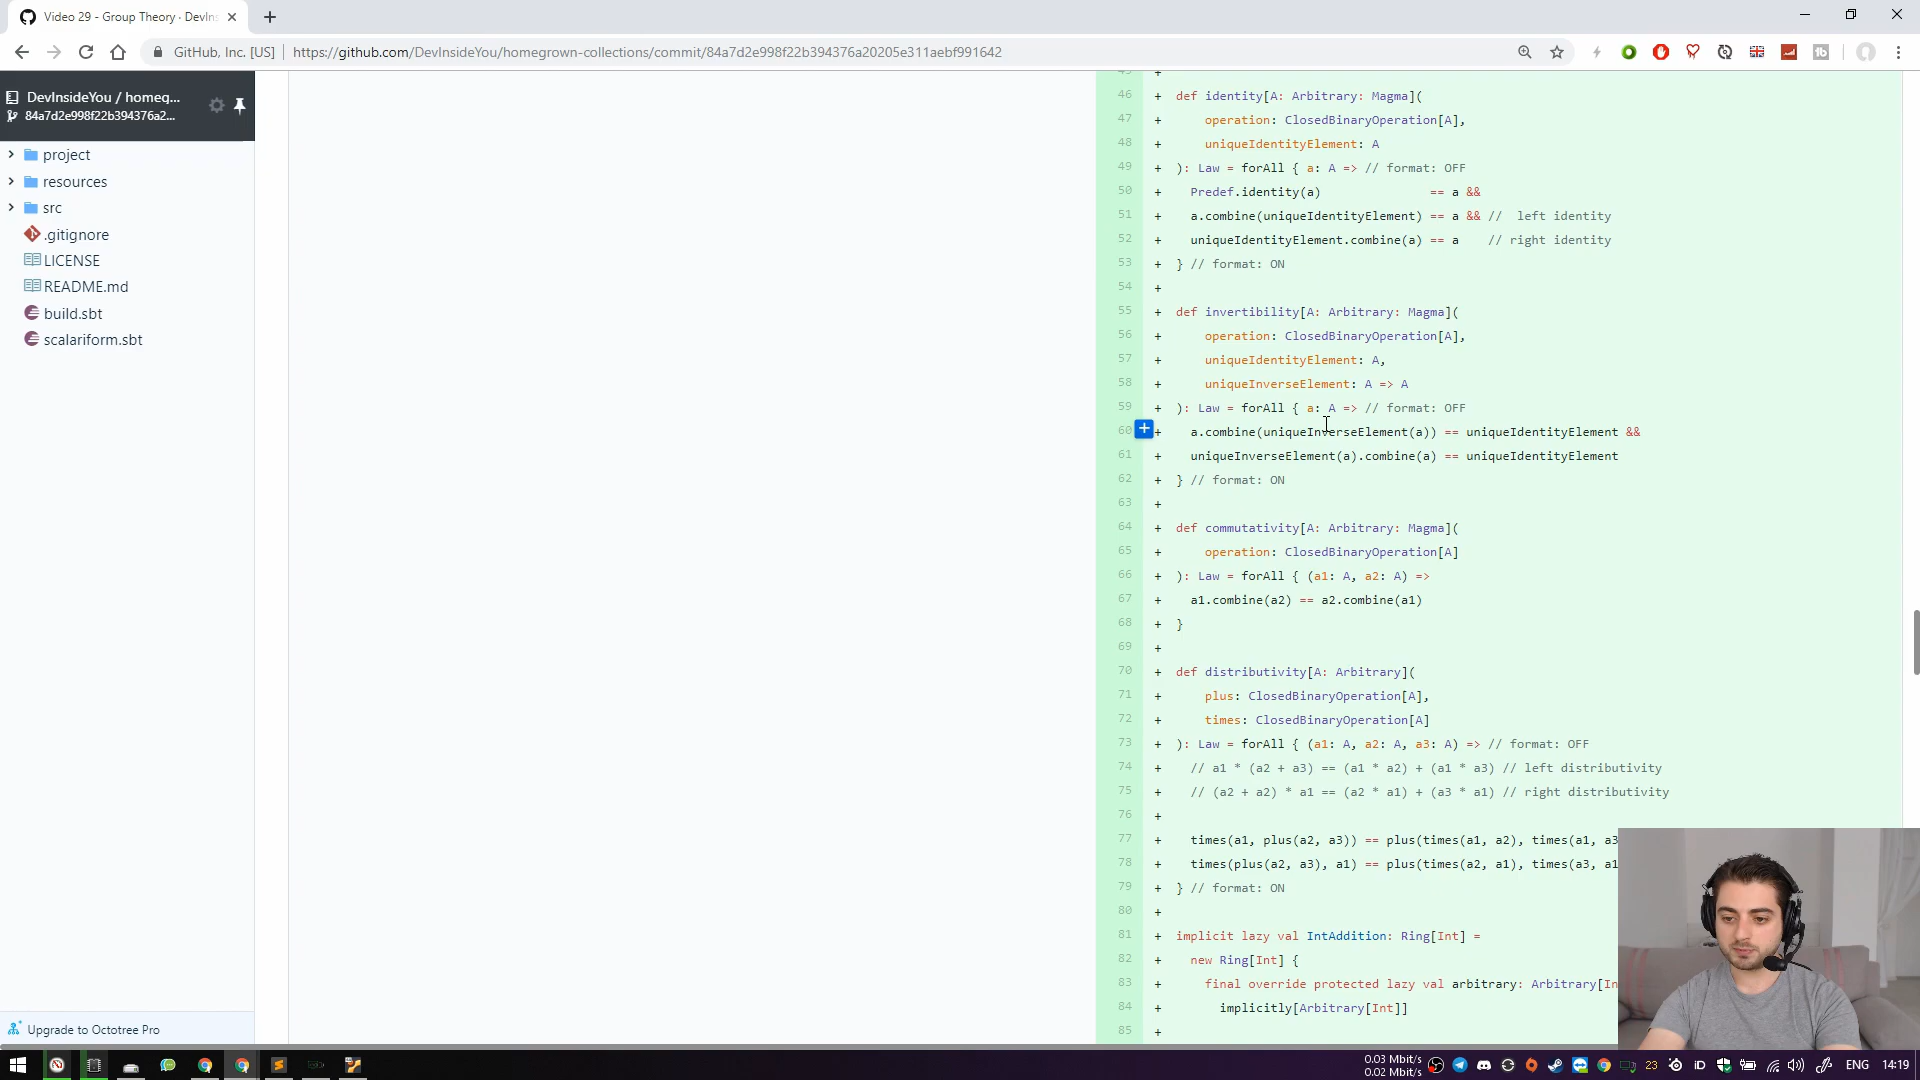 Video 29 - Group Theory · DevIns
GitHub, Inc. [US] https://github.com/DevInsideYou/homegrown-collections/commit/84a7d2e998f22b394376a20205e311aebf991642
DevInsideYou / homeg...
84a7d2e998f22b394376a2...
project
resources
src
.gitignore
LICENSE
README.md
build.sbt
scalariform.sbt
Upgrade to Octotree Pro
45 +
46 + def identity[A: Arbitrary: Magma](
47 + operation: ClosedBinaryOperation[A],
48 + uniqueIdentityElement: A
49 + ): Law = forAll { a: A => // format: OFF
50 + Predef.identity(a) == a &&
51 + a.combine(uniqueIdentityElement) == a && // left identity
52 + uniqueIdentityElement.combine(a) == a // right identity
53 + } // format: ON
54 +
55 + def invertibility[A: Arbitrary: Magma](
56 + operation: ClosedBinaryOperation[A],
57 + uniqueIdentityElement: A,
58 + uniqueInverseElement: A => A
59 + ): Law = forAll { a: A => // format: OFF
60 + a.combine(uniqueInverseElement(a)) == uniqueIdentityElement &&
61 + uniqueInverseElement(a).combine(a) == uniqueIdentityElement
62 + } // format: ON
63 +
64 + def commutativity[A: Arbitrary: Magma](
65 + operation: ClosedBinaryOperation[A]
66 + ): Law = forAll { (a1: A, a2: A) =>
67 + a1.combine(a2) == a2.combine(a1)
68 + }
69 +
70 + def distributivity[A: Arbitrary](
71 + plus: ClosedBinaryOperation[A],
72 + times: ClosedBinaryOperation[A]
73 + ): Law = forAll { (a1: A, a2: A, a3: A) => // format: OFF
74 + // a1 * (a2 + a3) == (a1 * a2) + (a1 * a3) // left distributivity
75 + // (a2 + a2) * a1 == (a2 * a1) + (a3 * a1) // right distributivity
76 +
77 + times(a1, plus(a2, a3)) == plus(times(a1, a2), times(a1, a3
78 + times(plus(a2, a3), a1) == plus(times(a2, a1), times(a3, a1
79 + } // format: ON
80 +
81 + implicit lazy val IntAddition: Ring[Int] =
82 + new Ring[Int] {
83 + final override protected lazy val arbitrary: Arbitrary[In
84 + implicitly[Arbitrary[Int]]
85 +
0.03 Mbit/s
0.02 Mbit/s
23
ENG 14:19